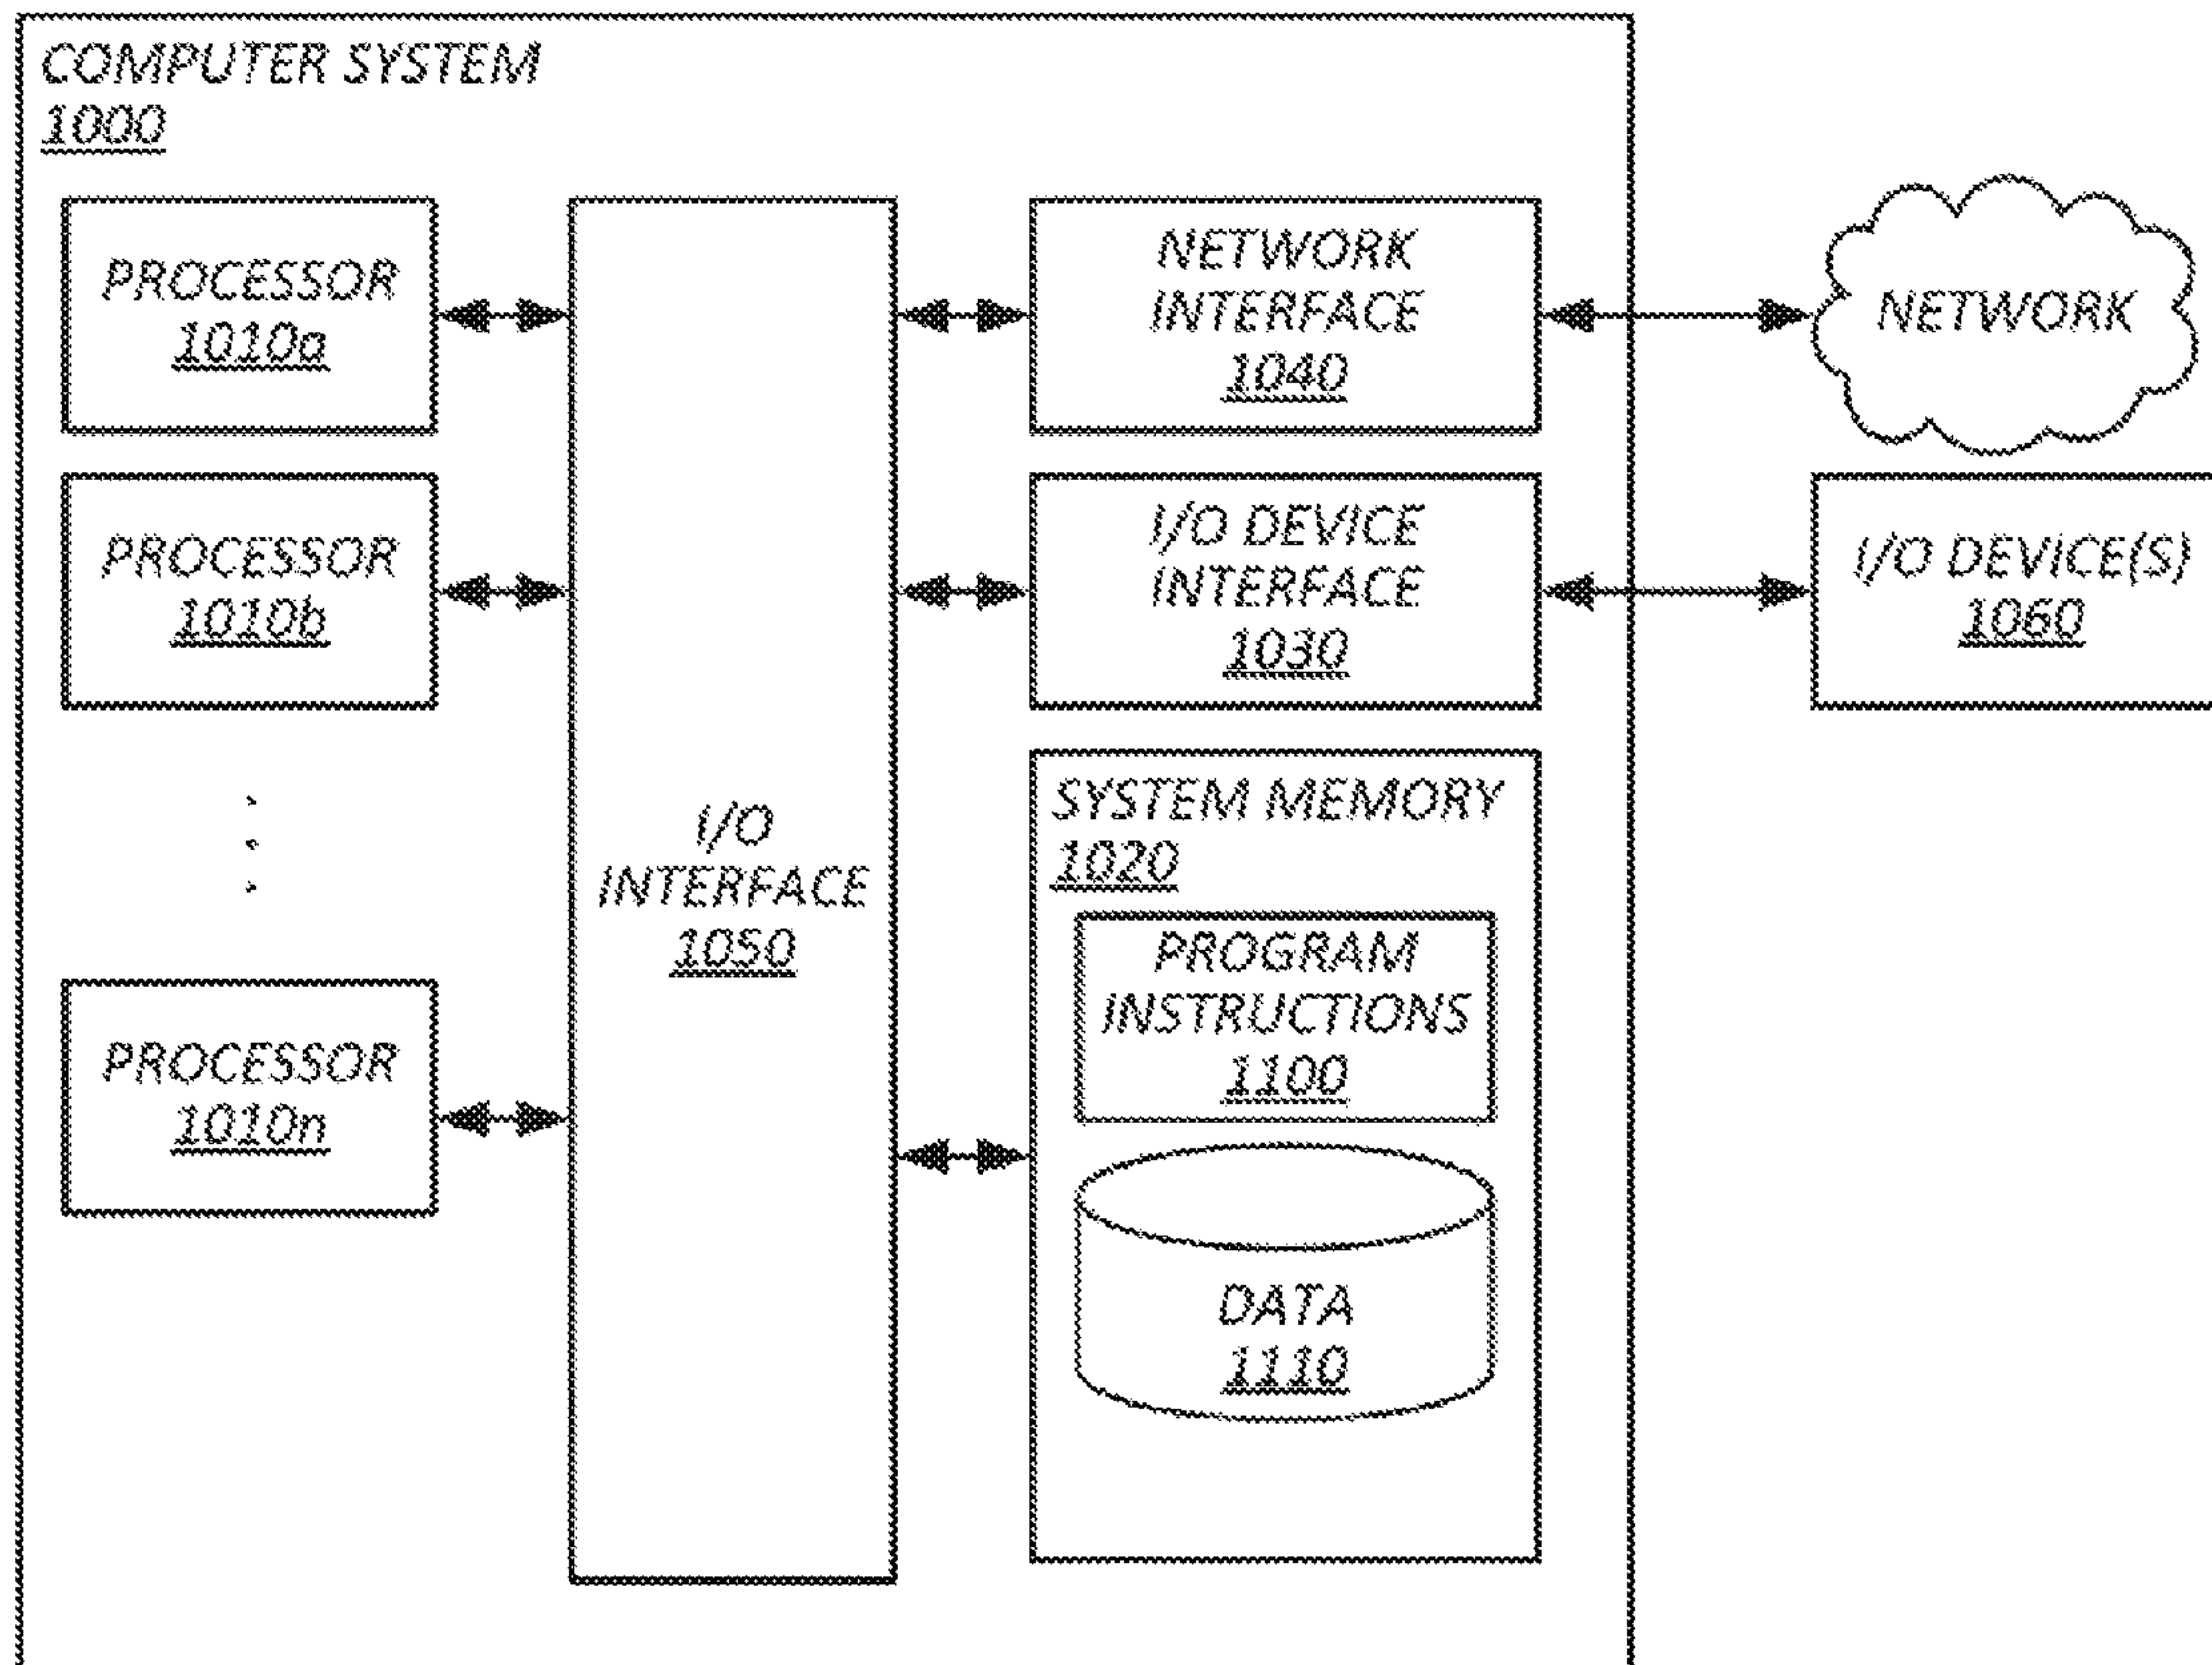 COMPUTER SYSTEM
1000
PROCESSOR
1010a
PROCESSOR
1010b
PROCESSOR
1010n
I/O
INTERFACE
1050
NETWORK
INTERFACE
1040
I/O DEVICE
INTERFACE
1030
SYSTEM MEMORY
1020
PROGRAM
INSTRUCTIONS
1100
DATA
1110
NETWORK
I/O DEVICE(S)
1060